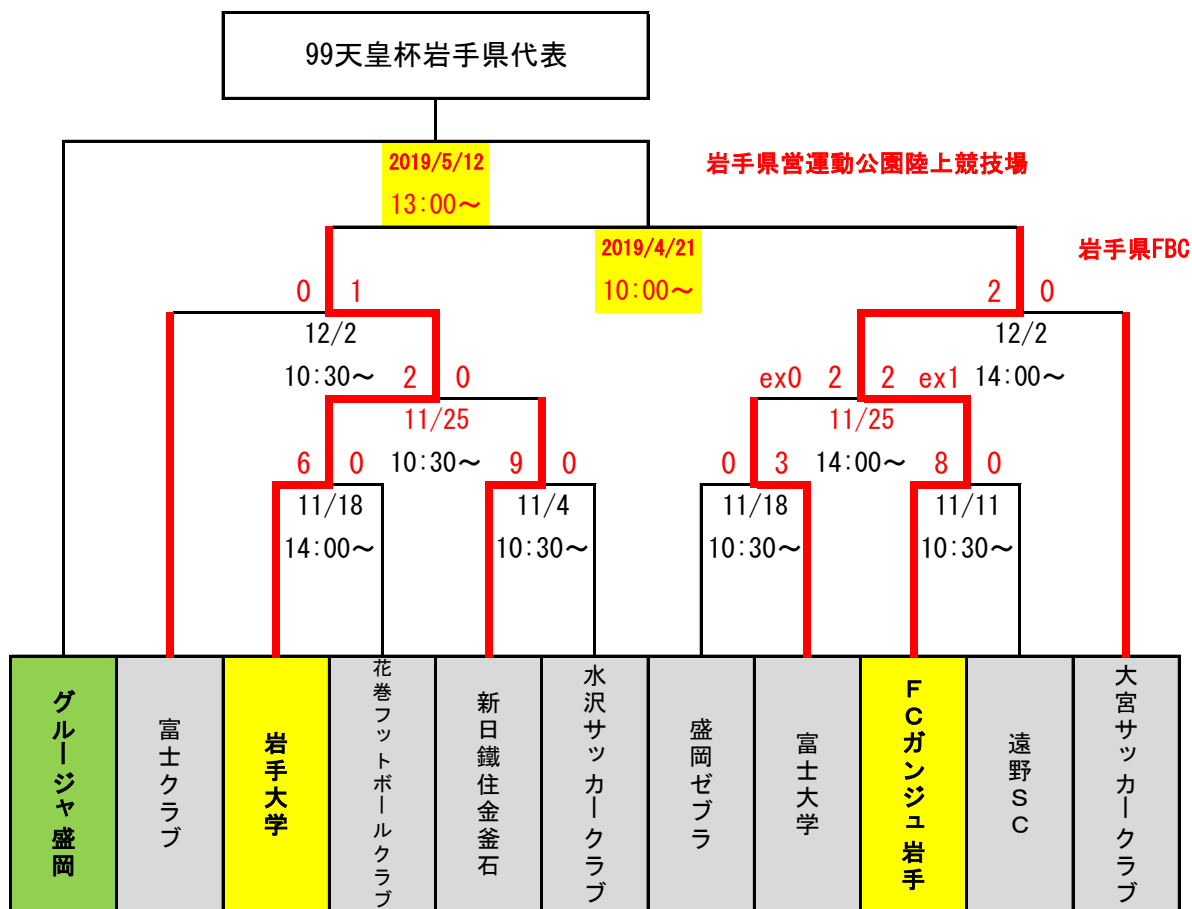 99天皇杯岩手県代表
2019/5/12
13:00～
岩手県営運動公園陸上競技場
2019/4/21
10:00～
岩手県FBC
0 1
2 0
12/2
10:30～
12/2
14:00～
2 0
ex0 2 2 ex1
11/25
10:30～
11/25
14:00～
6 0
9 0
0 3
8 0
11/18
14:00～
11/4
10:30～
11/18
10:30～
11/11
10:30～
グルージャ盛岡
富士クラブ
岩手大学
花巻フットボールクラブ
新日鐵住金釜石
水沢サッカークラブ
盛岡ゼブラ
富士大学
FCガンジュ岩手
遠野SC
大宮サッカークラブ